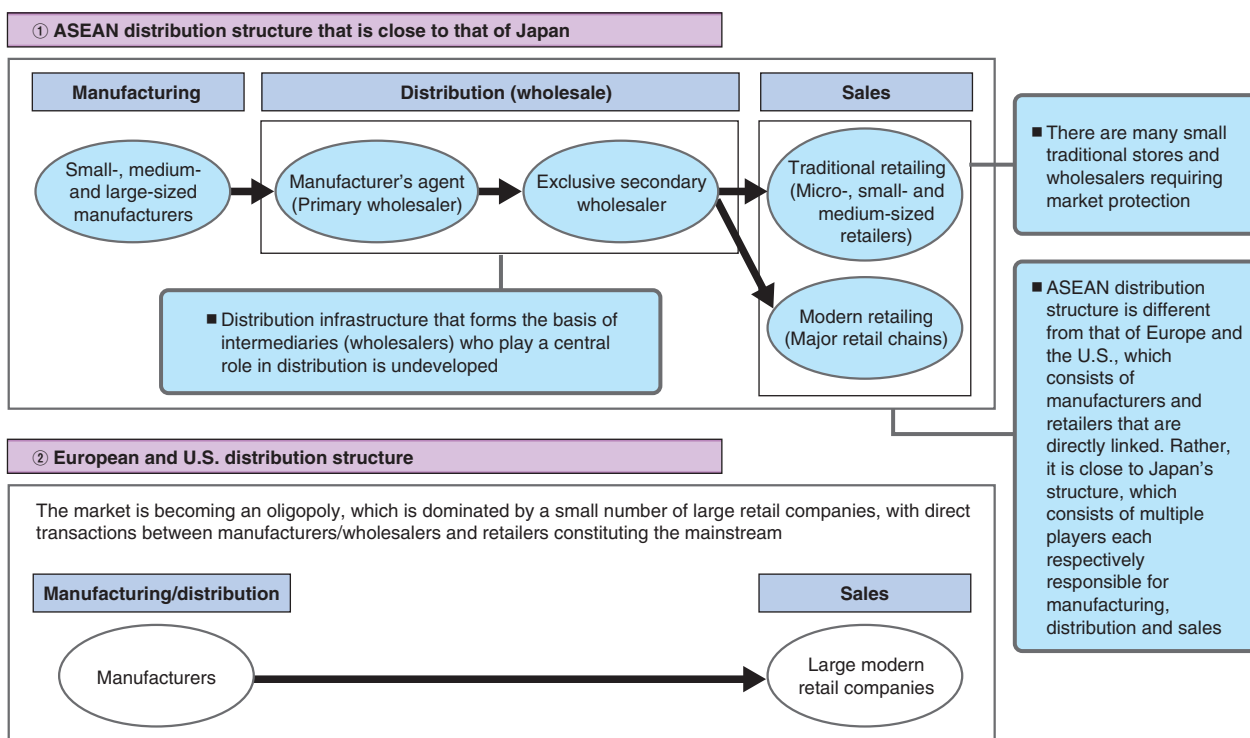 ① ASEAN distribution structure that is close to that of Japan
Manufacturing
Distribution (wholesale)
Sales
Small-, medium-
and large-sized
manufacturers
Manufacturer’s agent
(Primary wholesaler)
Exclusive secondary
wholesaler
Traditional retailing
(Micro-, small- and
medium-sized
retailers)
Modern retailing
(Major retail chains)
■ Distribution infrastructure that forms the basis of
intermediaries (wholesalers) who play a central
role in distribution is undeveloped
■ There are many small
traditional stores and
wholesalers requiring
market protection
■ ASEAN distribution
structure is different
from that of Europe and
the U.S., which
consists of
manufacturers and
retailers that are
directly linked. Rather,
it is close to Japan’s
structure, which
consists of multiple
players each
respectively
responsible for
manufacturing,
distribution and sales
② European and U.S. distribution structure
The market is becoming an oligopoly, which is dominated by a small number of large retail companies, with direct
transactions between manufacturers/wholesalers and retailers constituting the mainstream
Manufacturing/distribution
Sales
Manufacturers
Large modern
retail companies